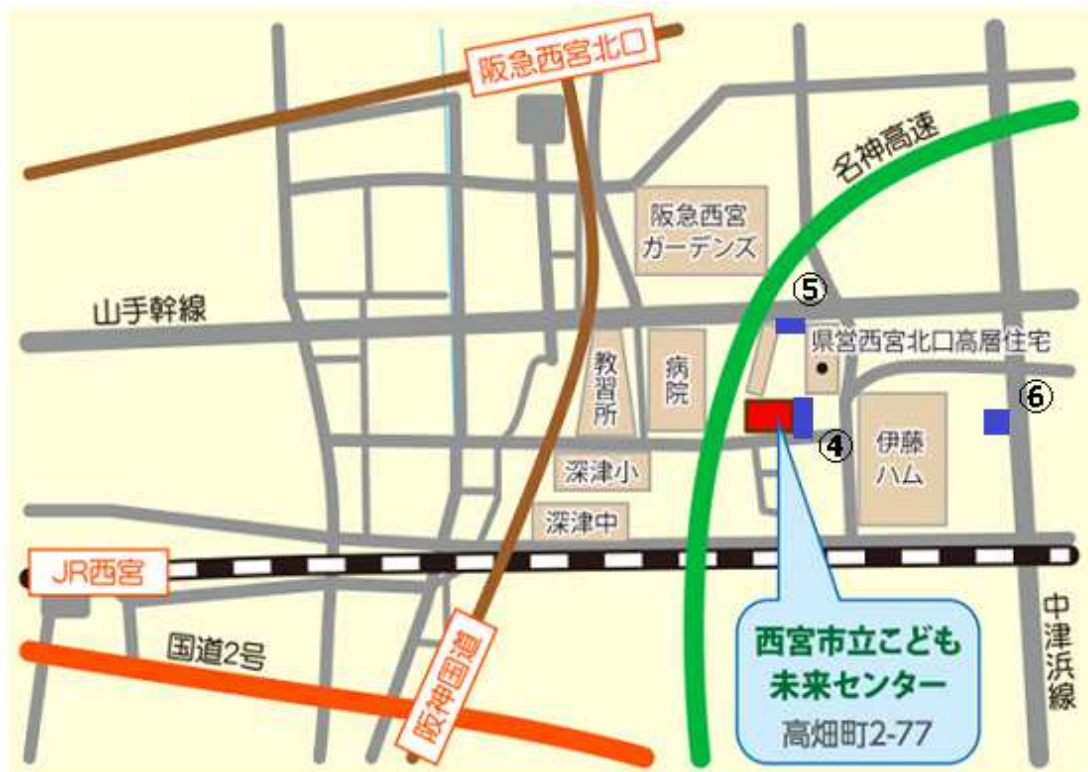 阪急西宮北口
名神高速
阪急西宮
ガーデンズ
山手幹線
⑤
教習所
病院
県営西宮北口高層住宅
⑥
④
伊藤
ハム
深津小
深津中
JR西宮
国道2号
阪神国道
中津浜線
西宮市立こども
未来センター
高畑町2-77